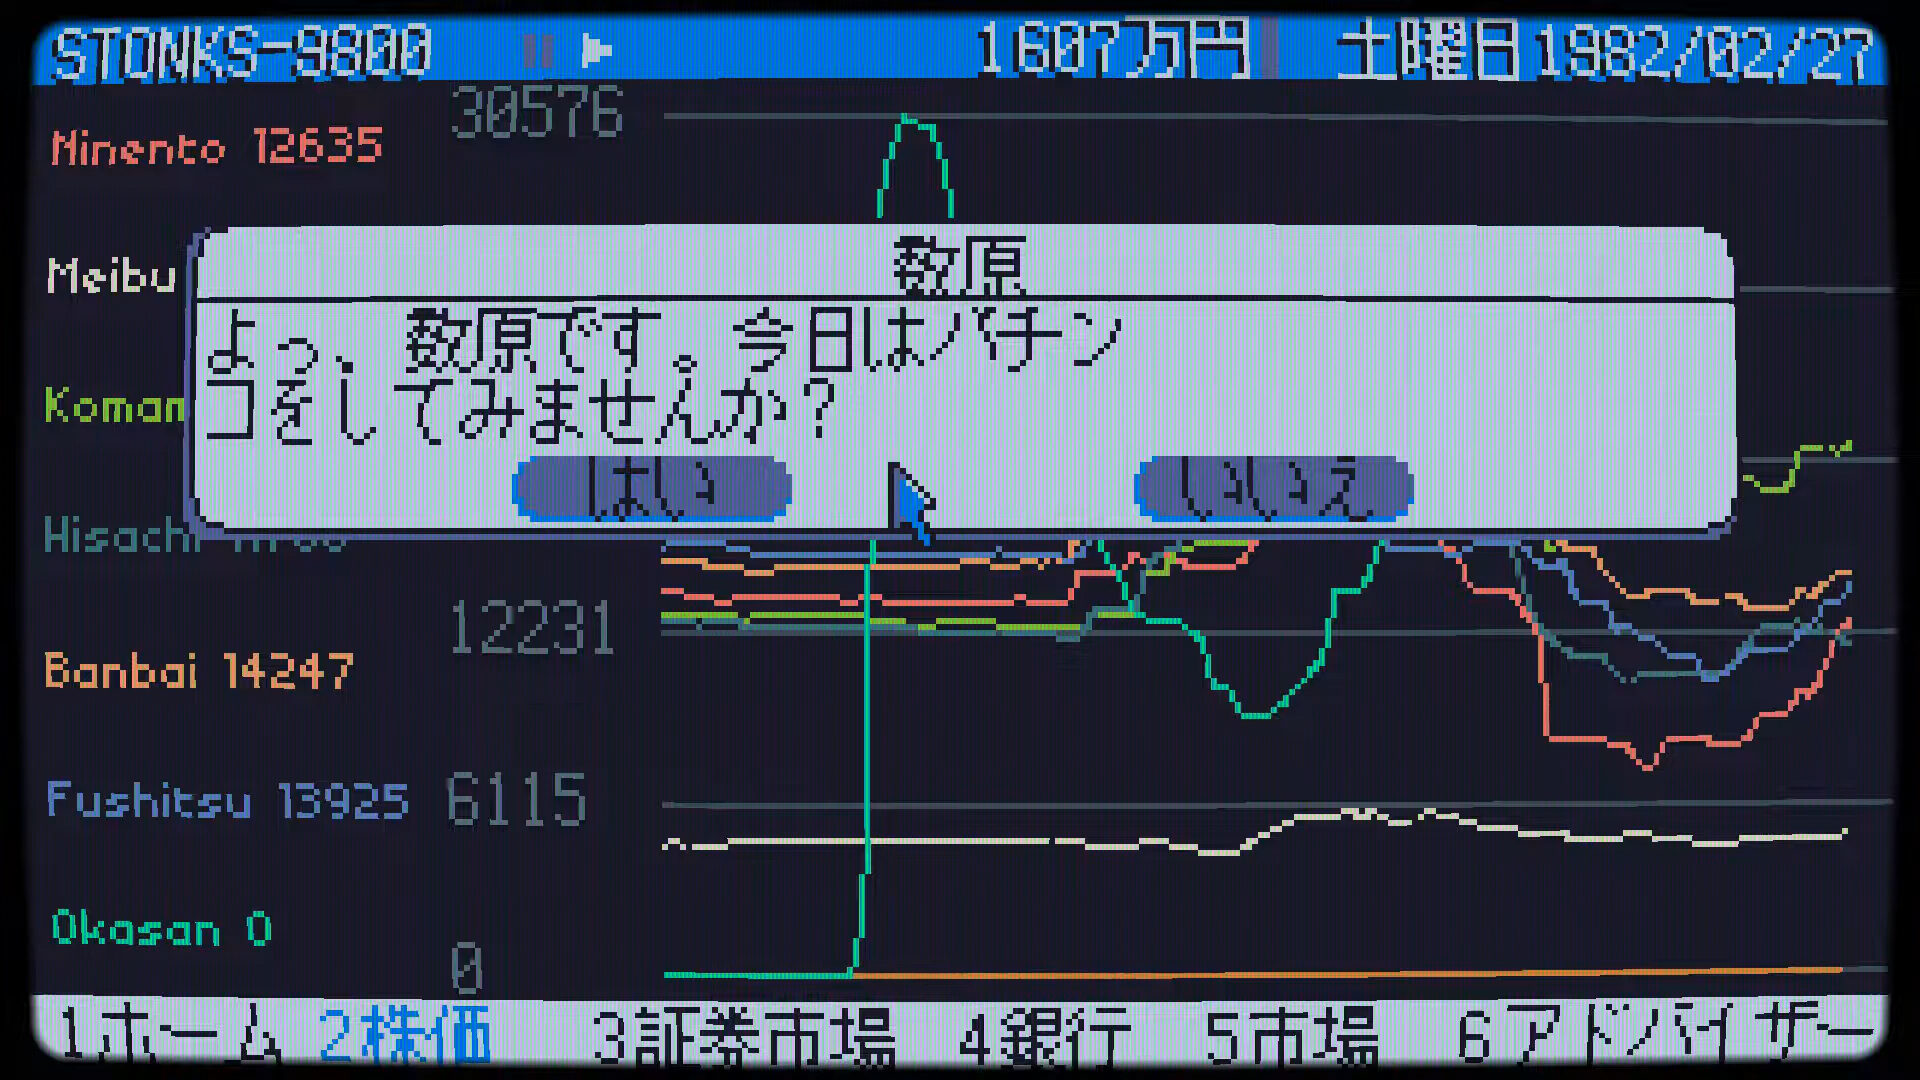 STONKS-9800
1607万円
土曜日1982/02/27
30576
Ninento 12635
Meibu
Koman
数原
よっ、数原です。今日はパチン
コをしてみませんか?
はい
いいえ
Hisachi
12231
Banbai 14247
Fushitsu 13925
6115
Okasan 0
0
1ホーム 2株価 3証券市場 4銀行 5市場 6アドバイザー